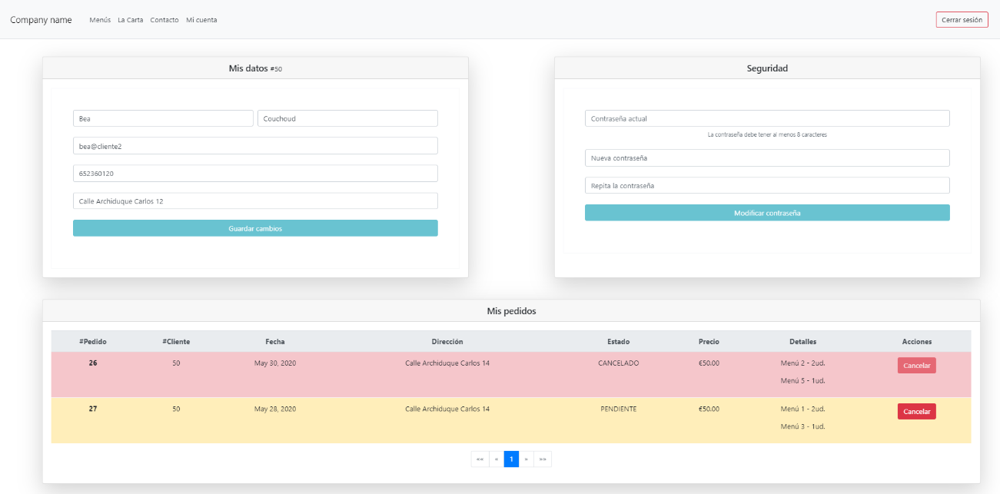 Company name Menús La Carta Contacto Mi cuenta Cerrar sesión
Mis datos #50
Bea Couchoud
bea@cliente2
652360120
Calle Archiduque Carlos 12
Guardar cambios
Seguridad
Contraseña actual
La contraseña debe tener al menos 8 caracteres
Nueva contraseña
Repita la contraseña
Modificar contraseña
Mis pedidos
#Pedido #Cliente Fecha Dirección Estado Precio Detalles Acciones
26 50 May 30, 2020 Calle Archiduque Carlos 14 CANCELADO €50.00 Menú 2 - 2ud. Cancelar
Menú 5 - 1ud.
27 50 May 28, 2020 Calle Archiduque Carlos 14 PENDIENTE €50.00 Menú 1 - 2ud. Cancelar
Menú 3 - 1ud.
«« « 1 » »»